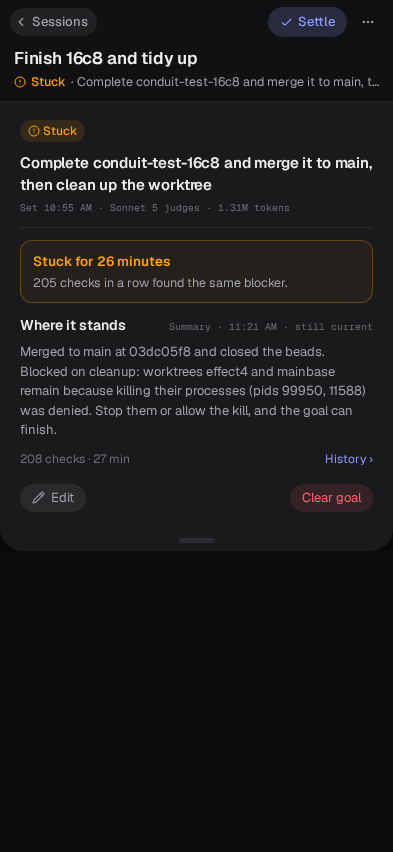 Sessions
Settle
Finish 16c8 and tidy up
Stuck · Complete conduit-test-16c8 and merge it to main, t…
Stuck
Complete conduit-test-16c8 and merge it to main,
then clean up the worktree
Set 10:55 AM · Sonnet 5 judges · 1.31M tokens
Stuck for 26 minutes
205 checks in a row found the same blocker.
Where it stands
Summary · 11:21 AM · still current
Merged to main at 03dc05f8 and closed the beads.
Blocked on cleanup: worktrees effect4 and mainbase
remain because killing their processes (pids 99950, 11588)
was denied. Stop them or allow the kill, and the goal can
finish.
208 checks · 27 min
History ›
Edit
Clear goal